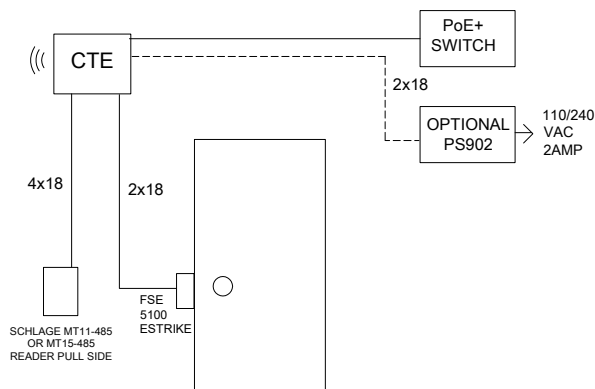 PoE+
SWITCH
CTE
2x18
OPTIONAL
PS902
110/240
VAC
2AMP
4x18
2x18
FSE
5100
ESTRIKE
SCHLAGE MT11-485
OR MT15-485
READER PULL SIDE